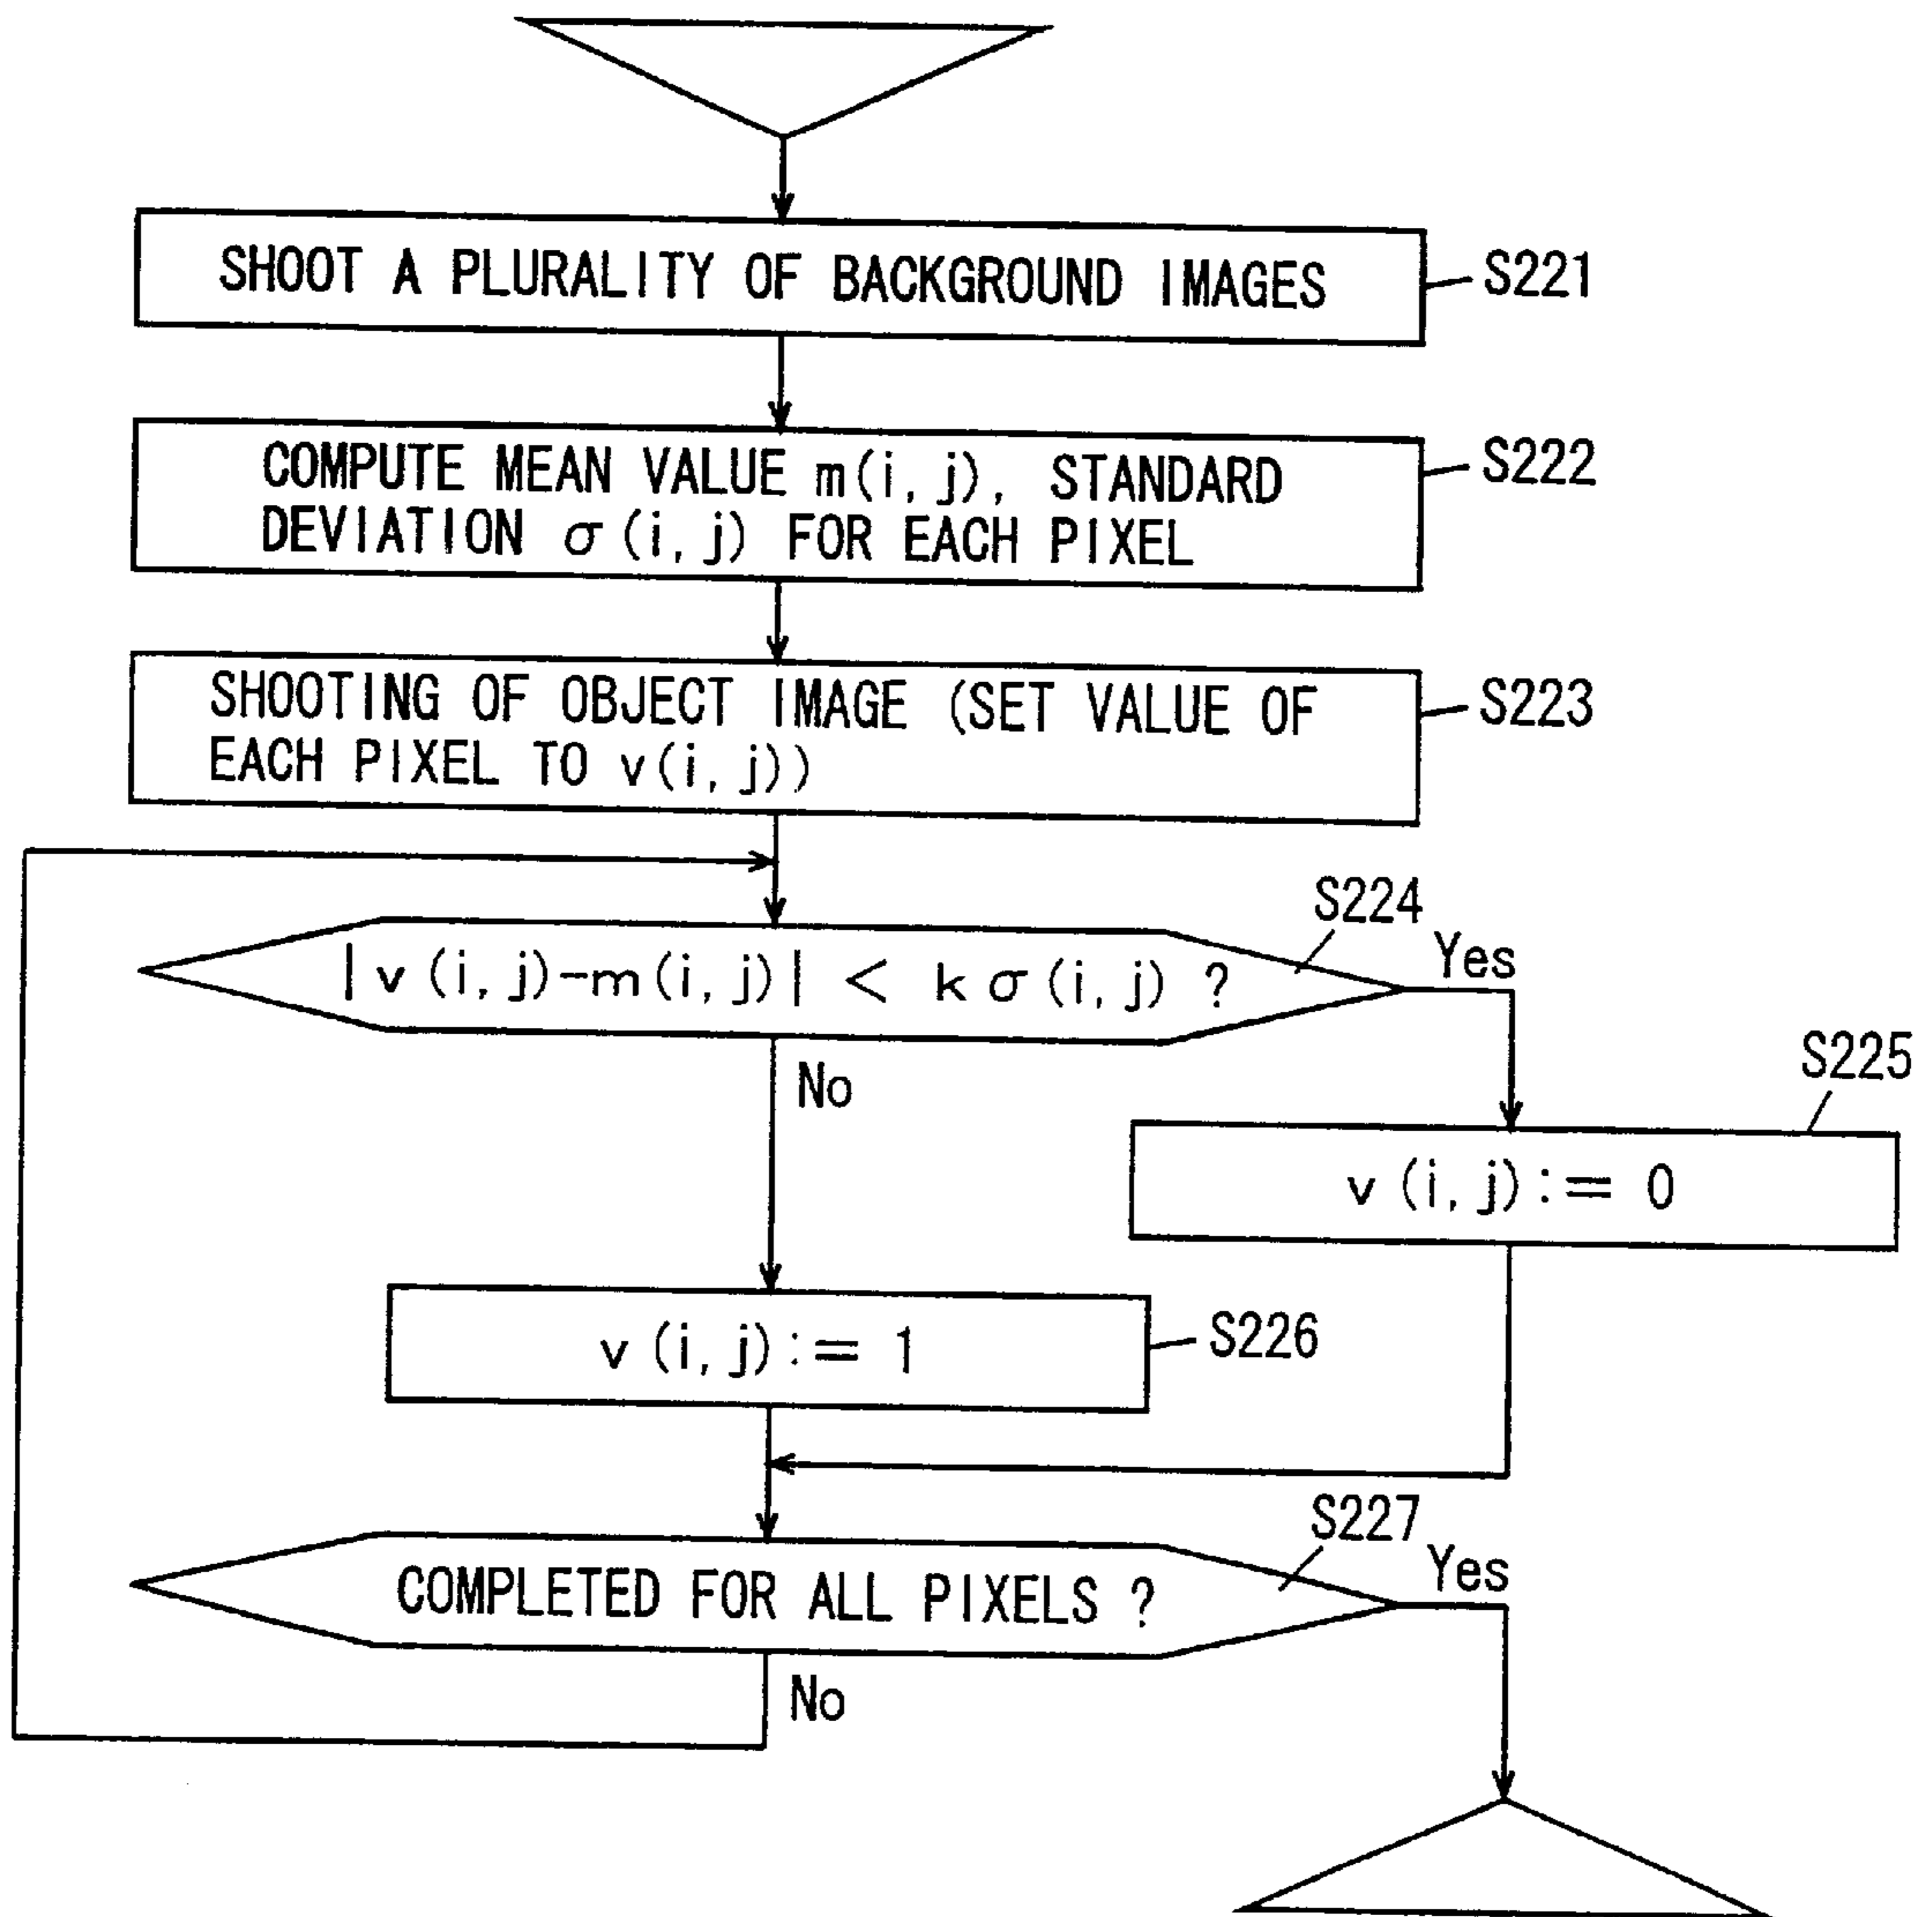 SHOOT A PLURALITY OF BACKGROUND IMAGES
S221
COMPUTE MEAN VALUE m(i, j), STANDARD
DEVIATION σ(i, j) FOR EACH PIXEL
S222
SHOOTING OF OBJECT IMAGE (SET VALUE OF
EACH PIXEL TO v(i, j))
S223
S224
|v(i, j)-m(i, j)| < kσ(i, j) ?
Yes
No
S225
v(i, j):= 0
v(i, j):= 1
S226
S227
COMPLETED FOR ALL PIXELS ?
Yes
No